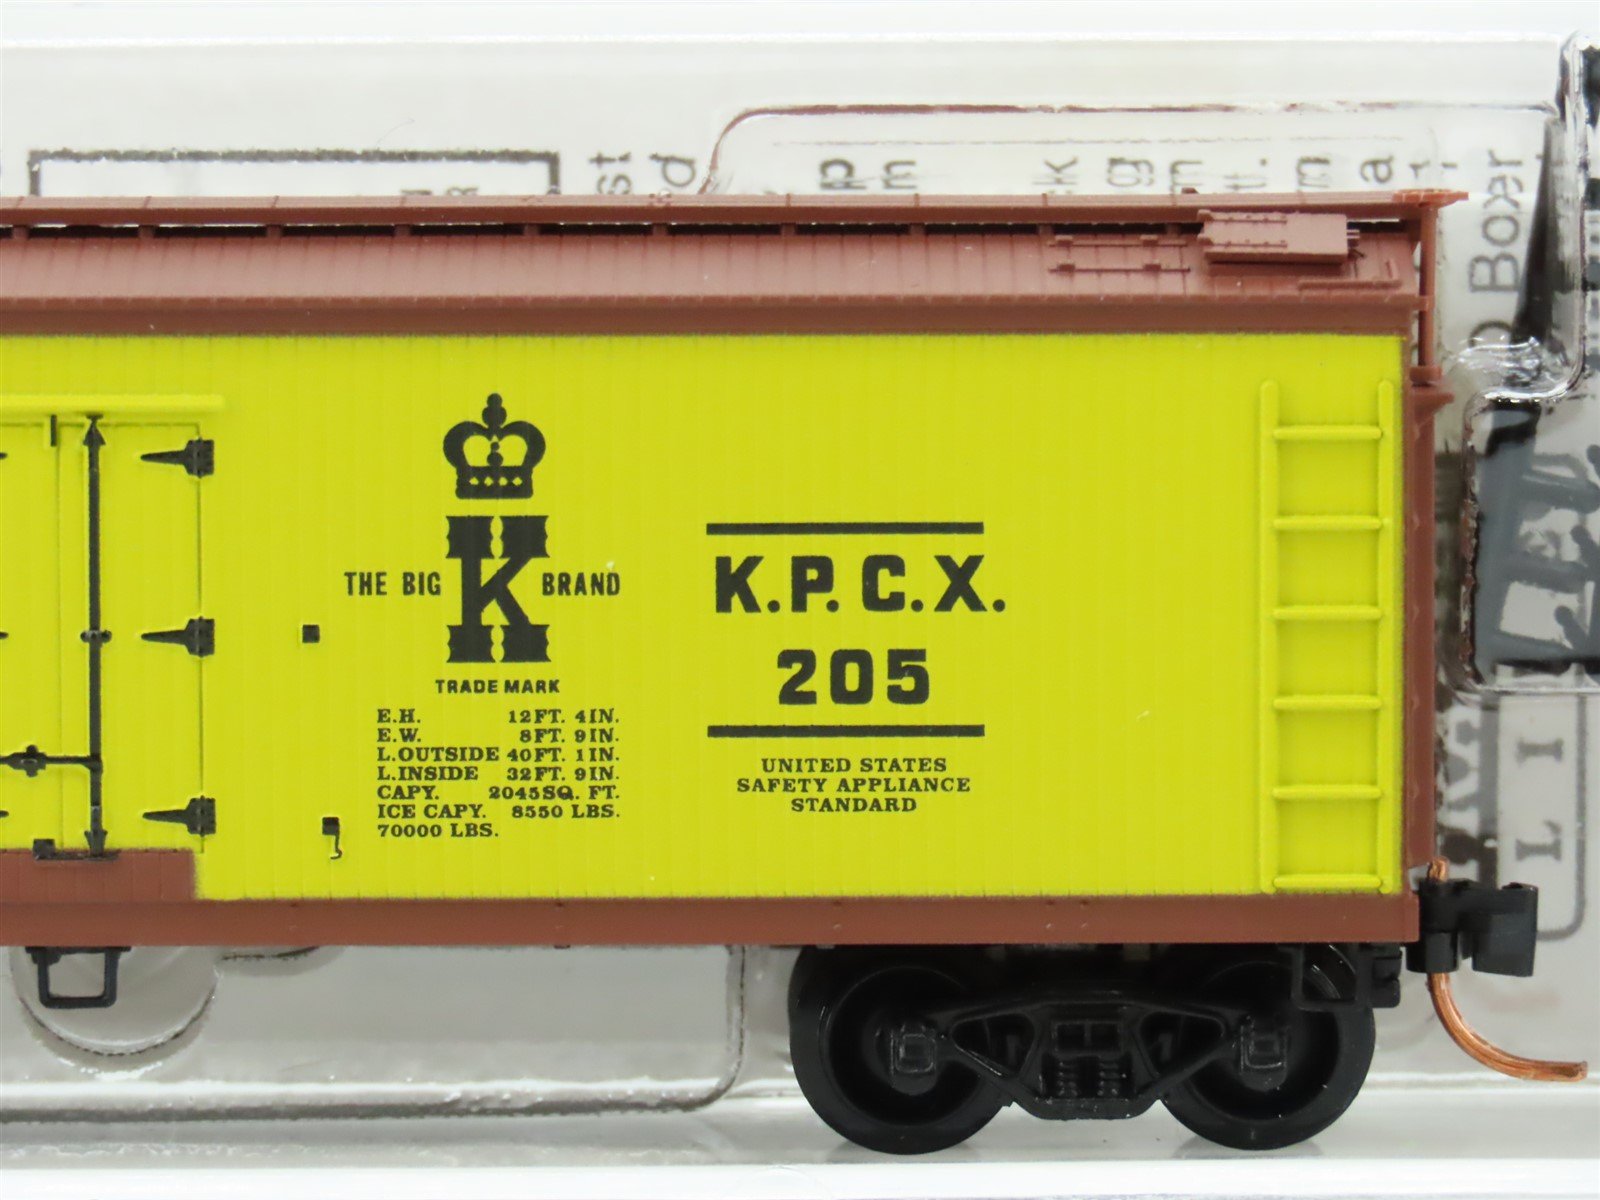 THE BIG K BRAND
TRADE MARK
E.H. 12FT. 4IN.
E.W. 8FT. 9IN.
L.OUTSIDE 40FT. 1IN.
L.INSIDE 32FT. 9IN.
CAPY. 2045SQ. FT.
ICE CAPY. 8550 LBS.
70000 LBS.
K.P.C.X.
205
UNITED STATES
SAFETY APPLIANCE
STANDARD
Boxer